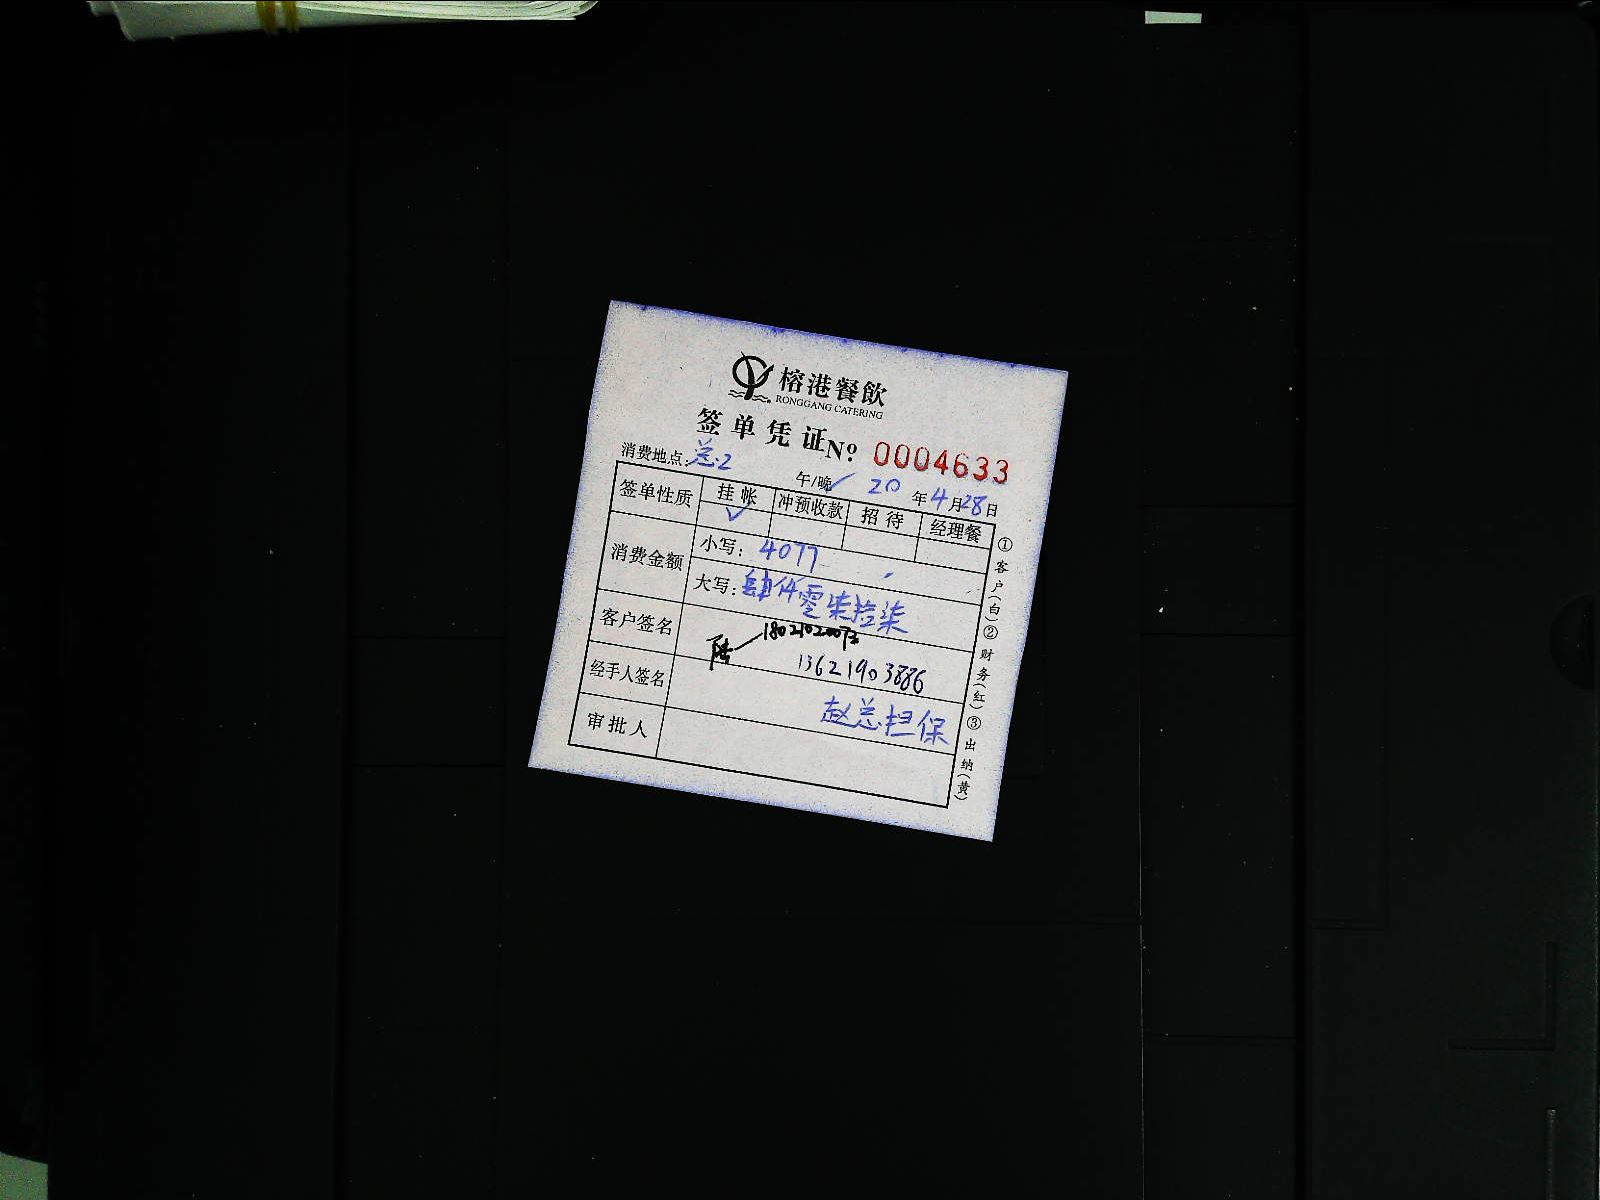 榕港餐飲
RONGGANG CATERING
签单凭证 Nº 0004633
消费地点: 兰2
午/晚✓ 20 年 4 月 28 日
签单性质 挂帐 冲预收款 招待 经理餐
✓
消费金额 小写: 4077
大写: 肆仟零柒拾柒
客户签名 陆 18021020073
13621903886
经手人签名 赵总担保
审批人
①客户(白)②财务(红)③出纳(黄)